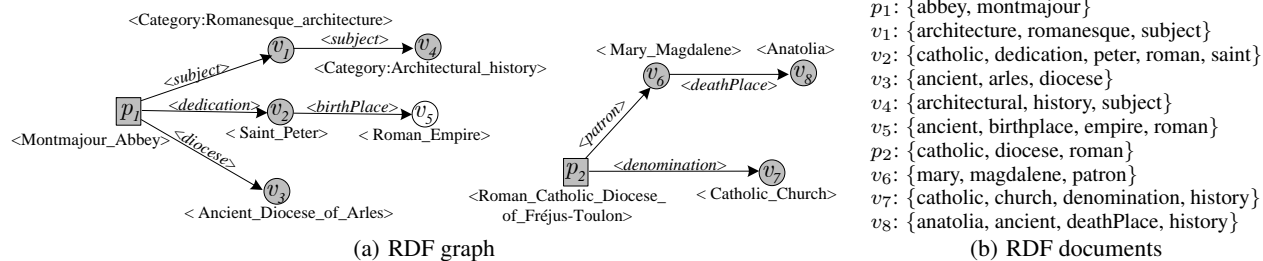 <Category:Romanesque_architecture>
v1
<subject>
v4
<subject>
<Category:Architectural_history>
p1
<dedication>
v2
<birthPlace>
v5
<Montmajour_Abbey>
< Saint_Peter>
< Roman_Empire>
<diocese>
v3
< Ancient_Diocese_of_Arles>
< Mary_Magdalene>
<Anatolia>
v6
v8
<deathPlace>
<patron>
p2
<denomination>
v7
<Roman_Catholic_Diocese_
of_Fréjus-Toulon>
< Catholic_Church>
(a) RDF graph
p1: {abbey, montmajour}
v1: {architecture, romanesque, subject}
v2: {catholic, dedication, peter, roman, saint}
v3: {ancient, arles, diocese}
v4: {architectural, history, subject}
v5: {ancient, birthplace, empire, roman}
p2: {catholic, diocese, roman}
v6: {mary, magdalene, patron}
v7: {catholic, church, denomination, history}
v8: {anatolia, ancient, deathPlace, history}
(b) RDF documents